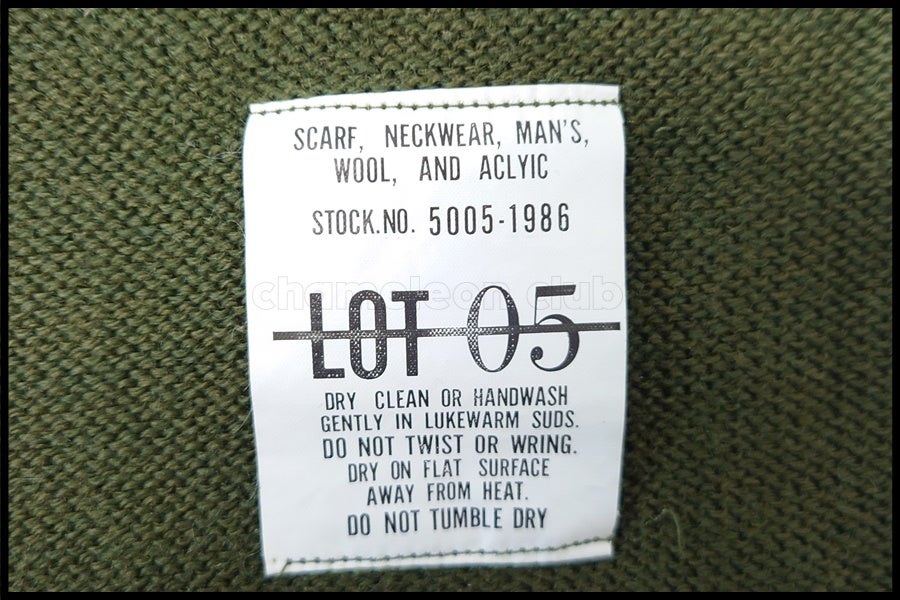 SCARF, NECKWEAR, MAN'S,
WOOL, AND ACLYIC
STOCK.NO. 5005-1986
chameleon club
LOT 05
DRY CLEAN OR HANDWASH
GENTLY IN LUKEWARM SUDS.
DO NOT TWIST OR WRING.
DRY ON FLAT SURFACE
AWAY FROM HEAT.
DO NOT TUMBLE DRY